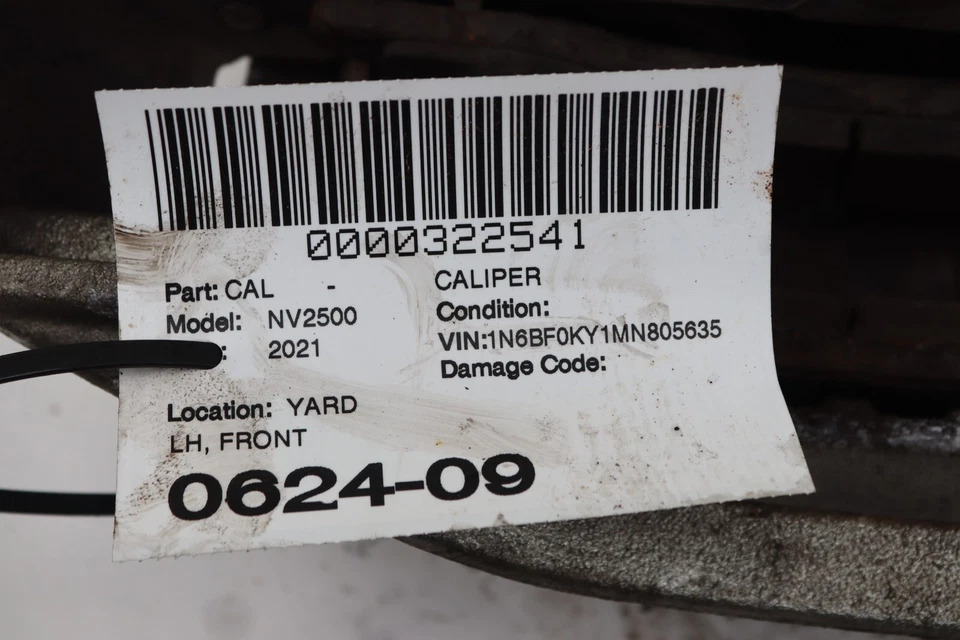 0000322541
Part: CAL - CALIPER
Model: NV2500 Condition:
: 2021 VIN:1N6BF0KY1MN805635
Damage Code:
Location: YARD
LH, FRONT
0624-09